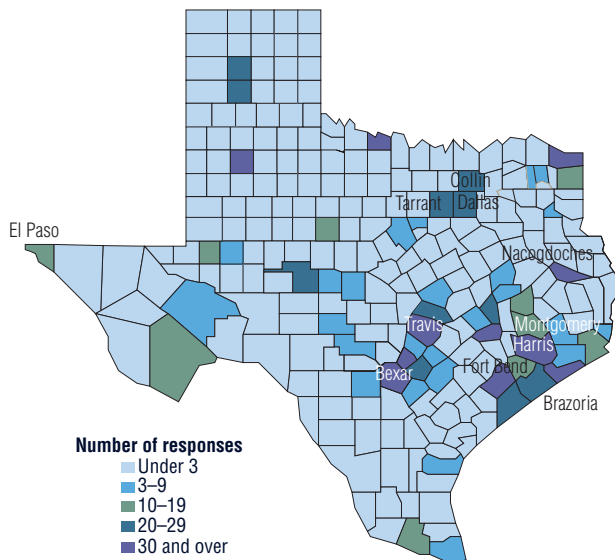 Collin
Tarrant
Dallas
El Paso
Nacogdoches
Travis
Montgomery
Harris
Bexar
Fort Bend
Brazoria
Number of responses
Under 3
3–9
10–19
20–29
30 and over